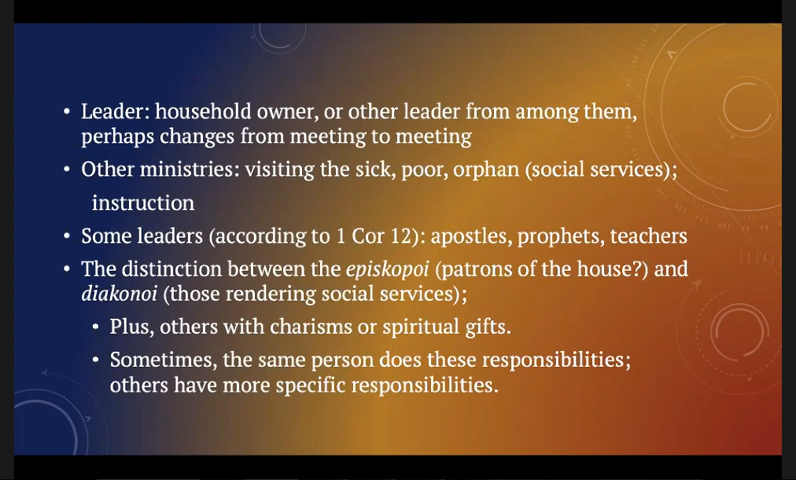 • Leader: household owner, or other leader from among them,
perhaps changes from meeting to meeting
• Other ministries: visiting the sick, poor, orphan (social services);
instruction
• Some leaders (according to 1 Cor 12): apostles, prophets, teachers
• The distinction between the episkopoi (patrons of the house?) and
diakonoi (those rendering social services);
• Plus, others with charisms or spiritual gifts.
• Sometimes, the same person does these responsibilities;
others have more specific responsibilities.